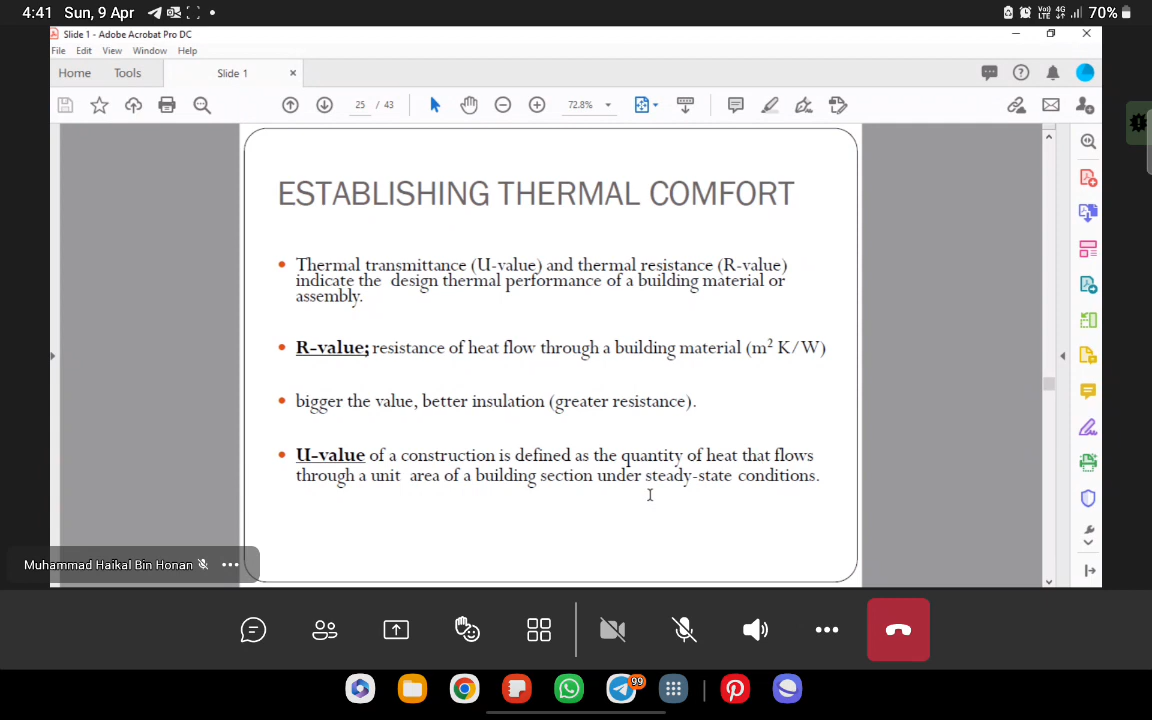 4:41 Sun, 9 Apr
Vo)) LTE 4G 70%
Slide 1 - Adobe Acrobat Pro DC
File Edit View Window Help
Home Tools Slide 1
25 / 43 72.8%
ESTABLISHING THERMAL COMFORT
• Thermal transmittance (U-value) and thermal resistance (R-value)
indicate the design thermal performance of a building material or
assembly.
• R-value; resistance of heat flow through a building material (m² K/W)
• bigger the value, better insulation (greater resistance).
• U-value of a construction is defined as the quantity of heat that flows
through a unit area of a building section under steady-state conditions.
Muhammad Haikal Bin Honan
99